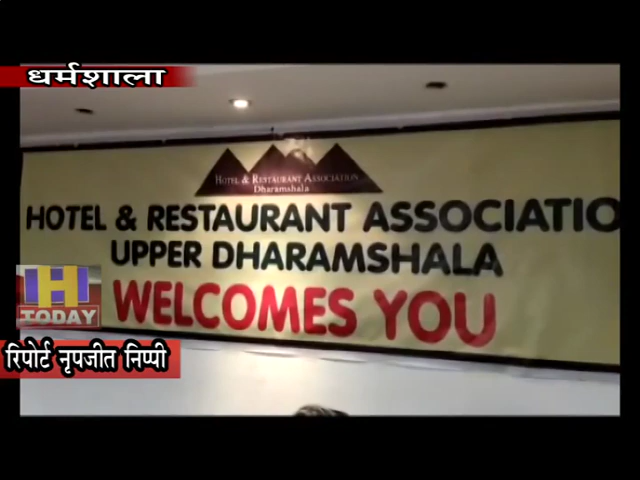 धर्मशाला
HOTEL & RESTAURANT ASSOCIATION
Dharamshala
HOTEL & RESTAURANT ASSOCIATIO
UPPER DHARAMSHALA
WELCOMES YOU
H
TODAY
रिपोर्ट नृपजीत निप्पी